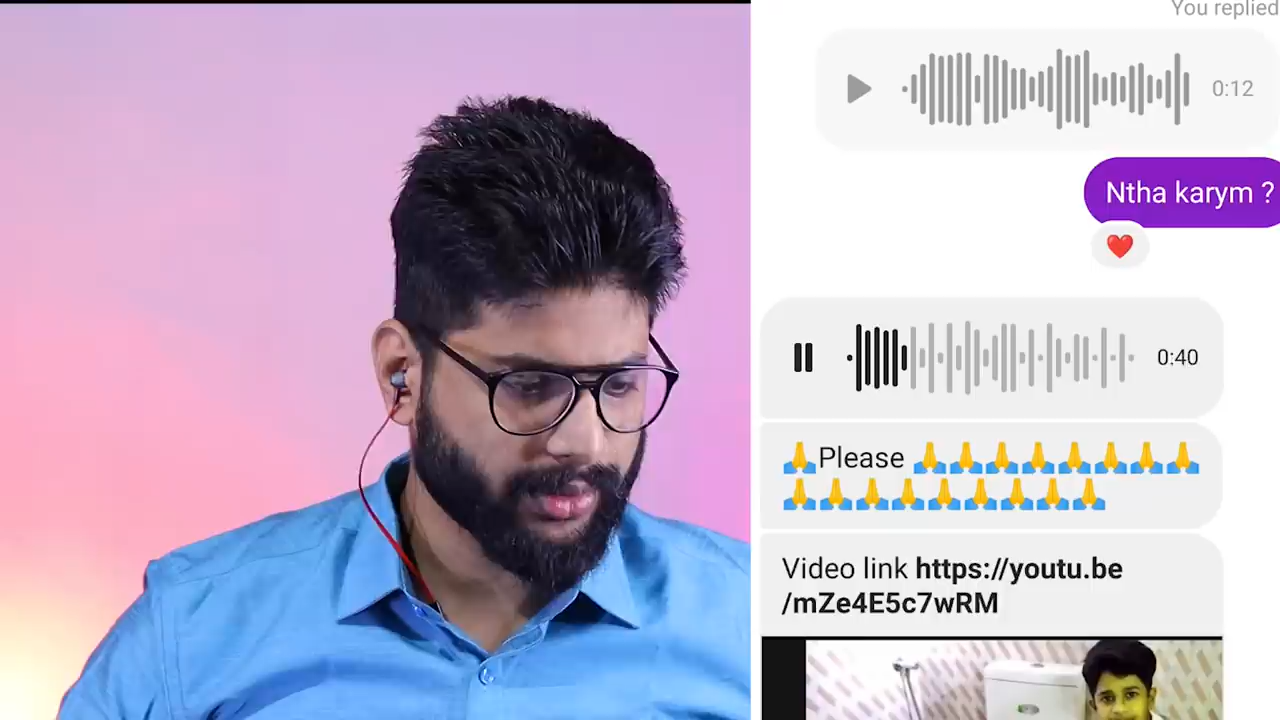 You replied
0:12
Ntha karym ?
❤️
0:40
🙏Please 🙏🙏🙏🙏🙏🙏🙏🙏
🙏🙏🙏🙏🙏🙏🙏🙏🙏
Video link https://youtu.be
/mZe4E5c7wRM